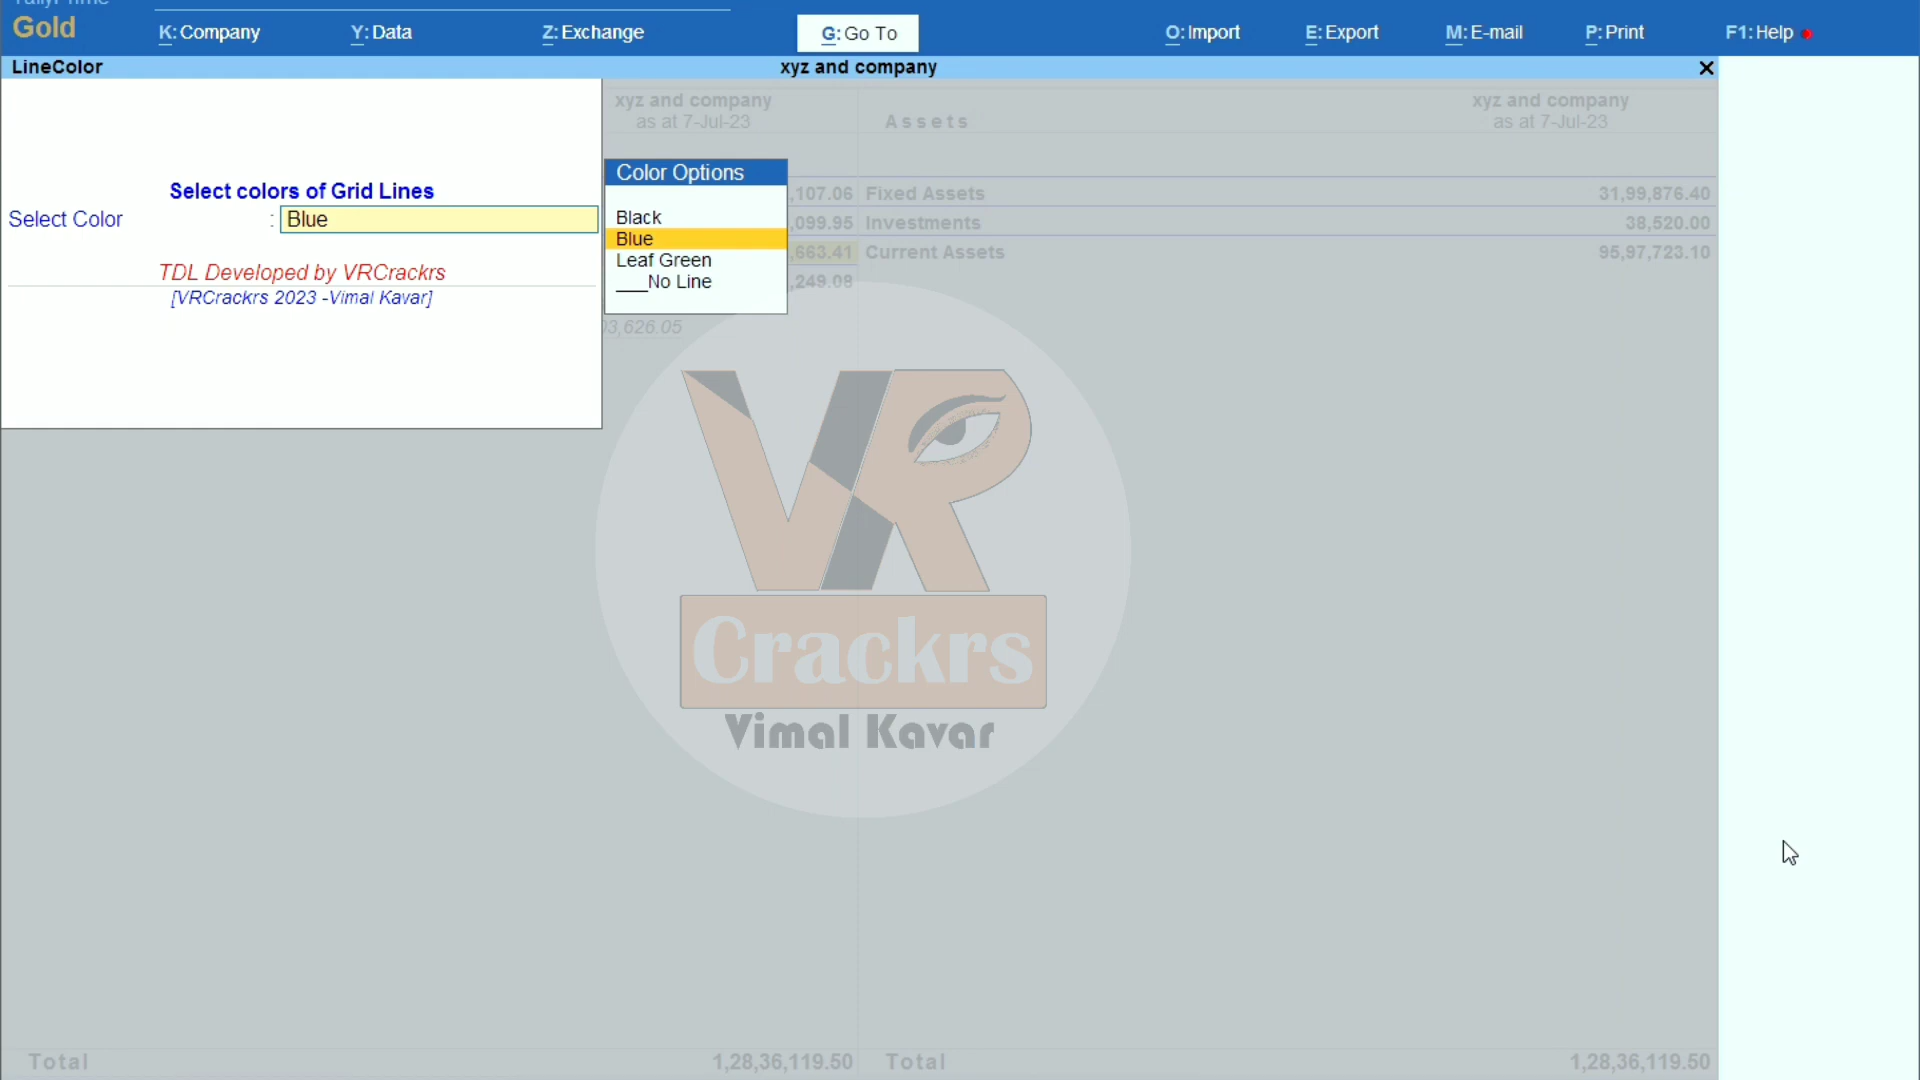 Gold
K: Company
Y: Data
Z: Exchange
G: Go To
O: Import
E: Export
M: E-mail
P: Print
F1: Help
LineColor
xyz and company
Select colors of Grid Lines
Select Color : Blue
TDL Developed by VRCrackrs
[VRCrackrs 2023 -Vimal Kavar]
Color Options
Black
Blue
Leaf Green
___No Line
xyz and company
as at 7-Jul-23
Assets
xyz and company
as at 7-Jul-23
,107.06 Fixed Assets 31,99,876.40
,099.95 Investments 38,520.00
,663.41 Current Assets 95,97,723.10
,249.08
3,626.05
VR
Crackrs
Vimal Kavar
Total 1,28,36,119.50 Total 1,28,36,119.50